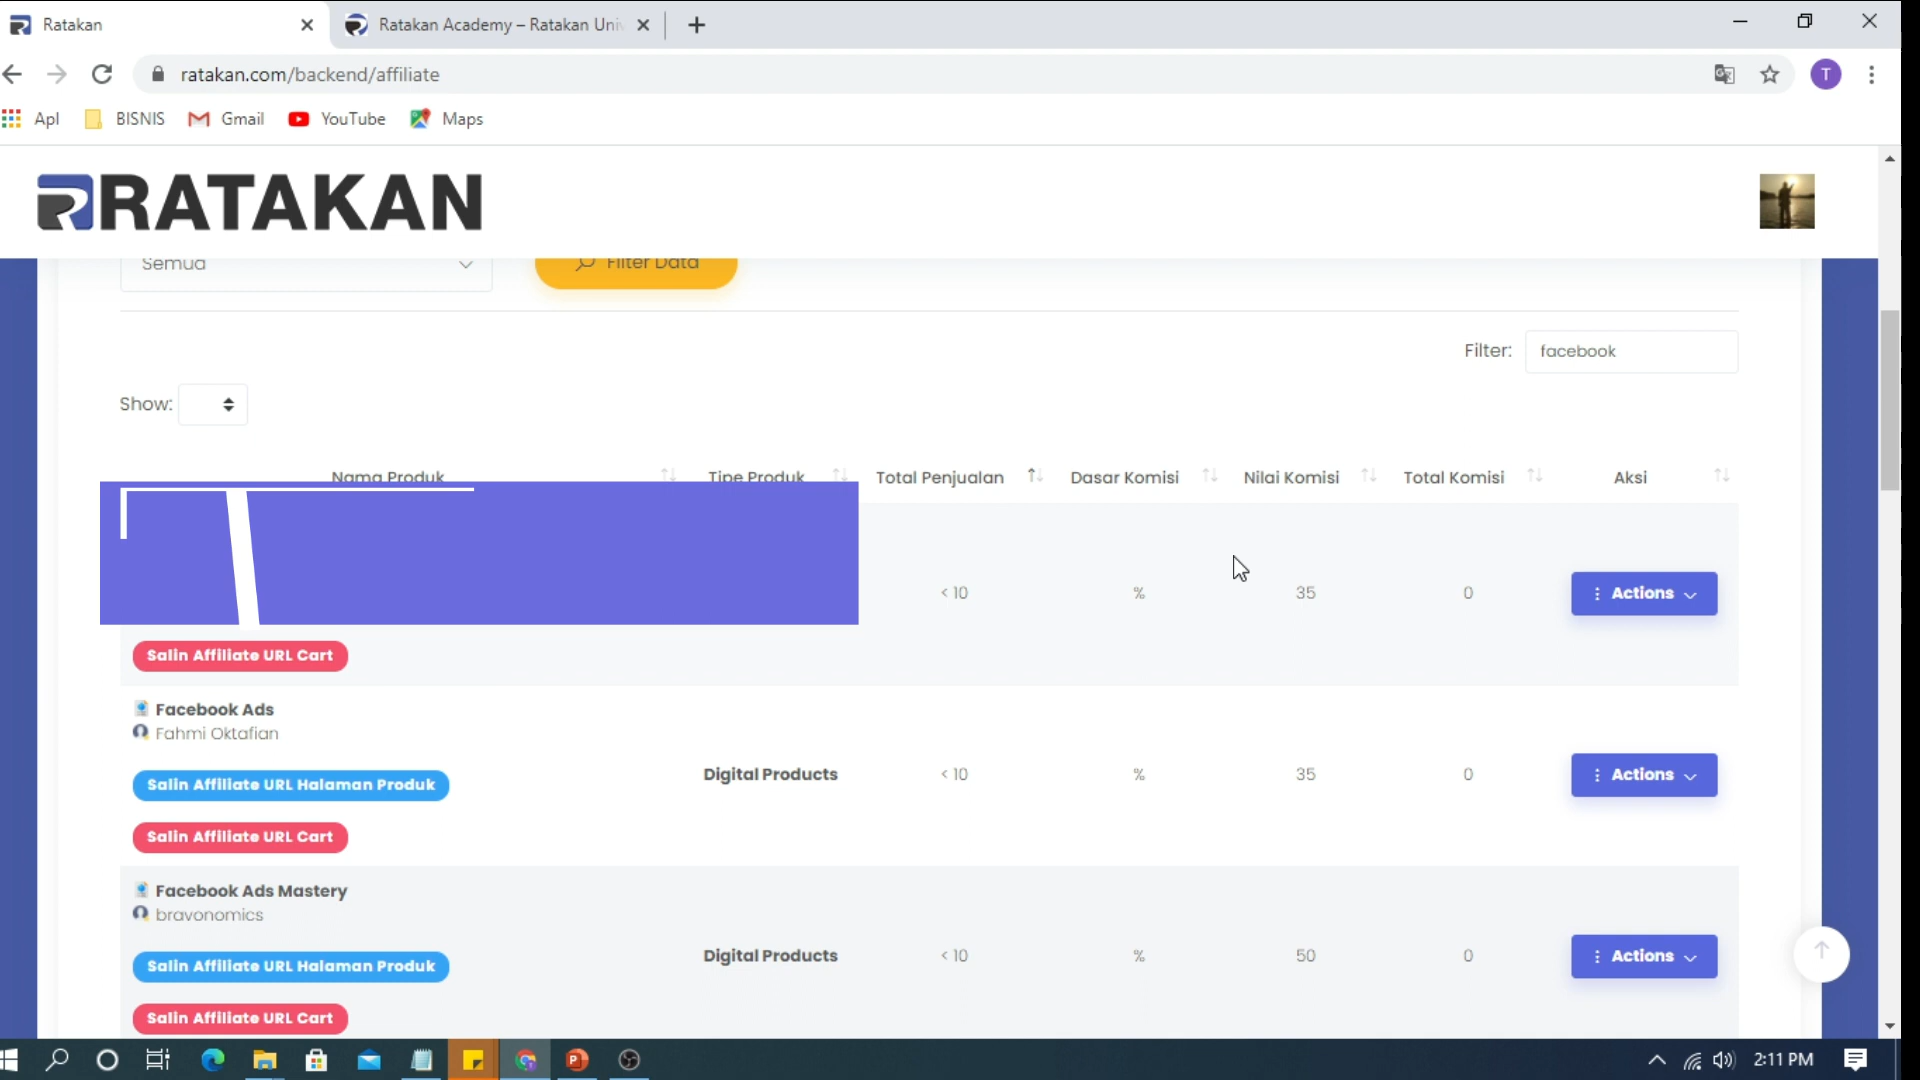 Ratakan
Ratakan Academy – Ratakan Uni
ratakan.com/backend/affiliate
T
Apl
BISNIS
Gmail
YouTube
Maps
RATAKAN
Semua
Filter Data
Filter:
facebook
Show:
Nama Produk
Tipe Produk
Total Penjualan
Dasar Komisi
Nilai Komisi
Total Komisi
Aksi
< 10
%
35
0
Actions
Salin Affiliate URL Cart
Facebook Ads
Fahmi Oktafian
Salin Affiliate URL Halaman Produk
Digital Products
< 10
%
35
0
Actions
Salin Affiliate URL Cart
Facebook Ads Mastery
bravonomics
Salin Affiliate URL Halaman Produk
Digital Products
< 10
%
50
0
Actions
Salin Affiliate URL Cart
2:11 PM